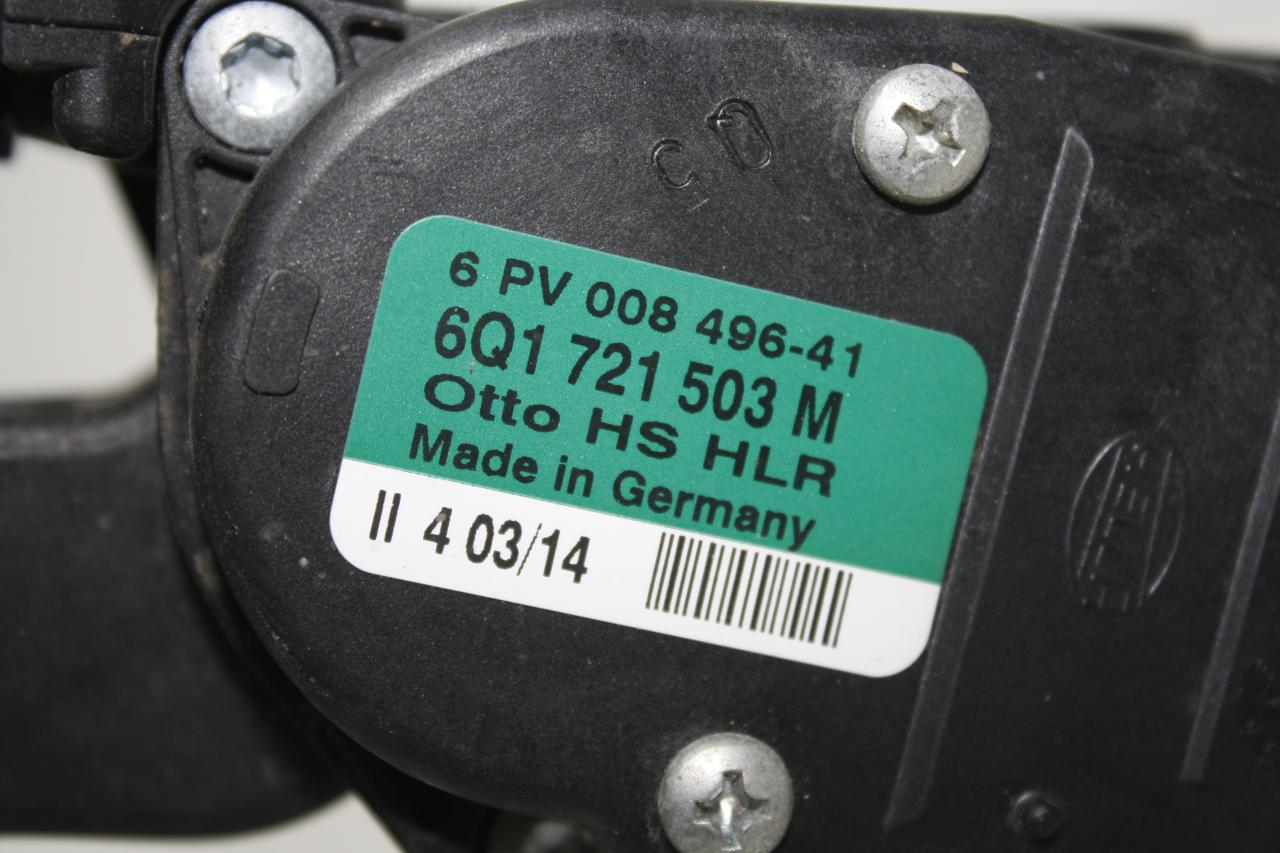 6 PV 008 496-41
6Q1 721 503 M
Otto HS HLR
Made in Germany
II 4 03/14